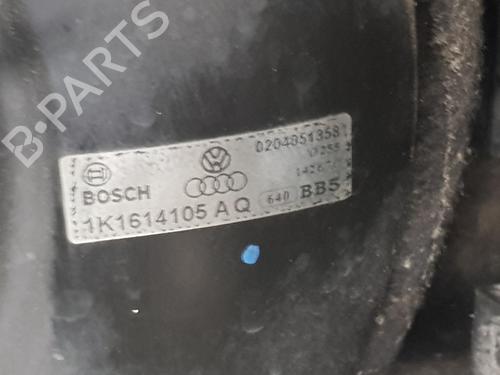 B·PARTS
BOSCH
0204051358
1K1614105 A Q
640
BB5